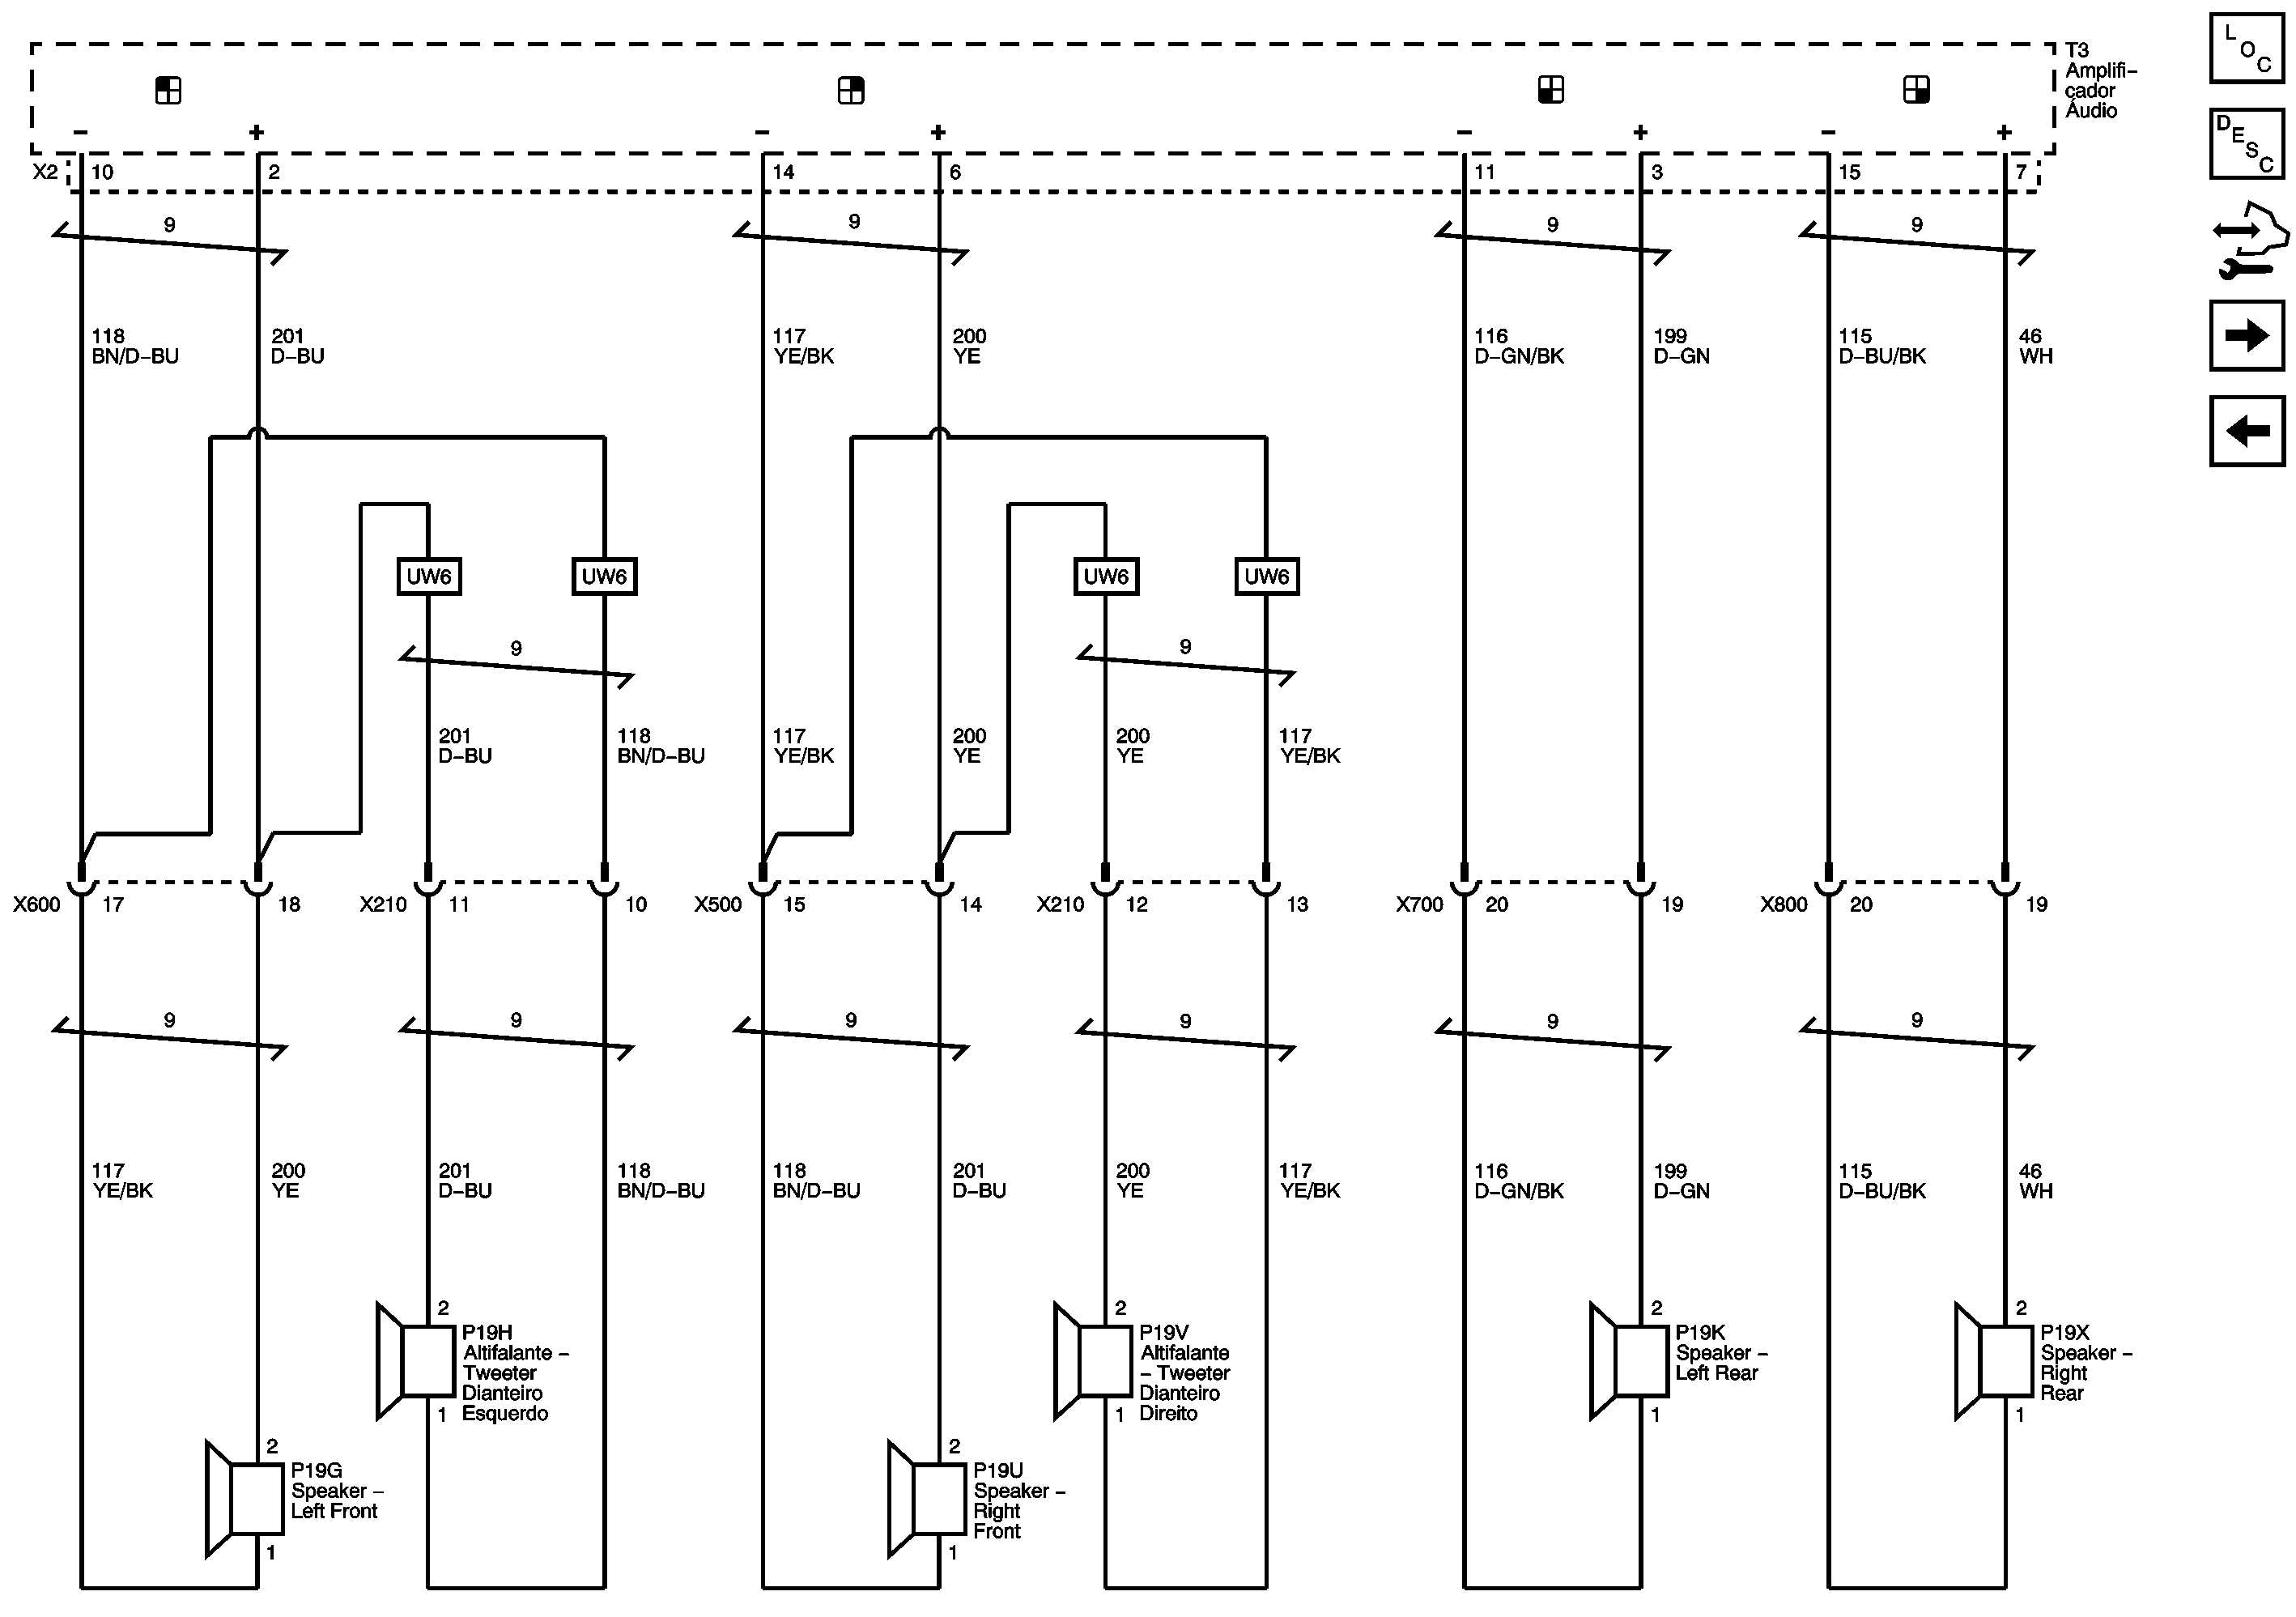 L
O
C
T3
Amplifi-
cador
Áudio
D
E
S
C
- + - + - + - +
X2 10 2 14 6 11 3 15 7
9 9 9 9
118 201 117 200 116 199 115 46
BN/D-BU D-BU YE/BK YE D-GN/BK D-GN D-BU/BK WH
UW6 UW6 UW6 UW6
9 9
201 118 117 200 200 117
D-BU BN/D-BU YE/BK YE YE YE/BK
X600 17 18 X210 11 10 X500 15 14 X210 12 13 X700 20 19 X800 20 19
9 9 9 9 9 9
117 200 201 118 118 201 200 117 116 199 115 46
YE/BK YE D-BU BN/D-BU BN/D-BU D-BU YE YE/BK D-GN/BK D-GN D-BU/BK WH
2
P19H
Altifalante -
Tweeter
Dianteiro
Esquerdo
1
2
P19V
Altifalante
- Tweeter
Dianteiro
Direito
1
2
P19K
Speaker -
Left Rear
1
2
P19X
Speaker -
Right
Rear
1
2
P19G
Speaker -
Left Front
1
2
P19U
Speaker -
Right
Front
1